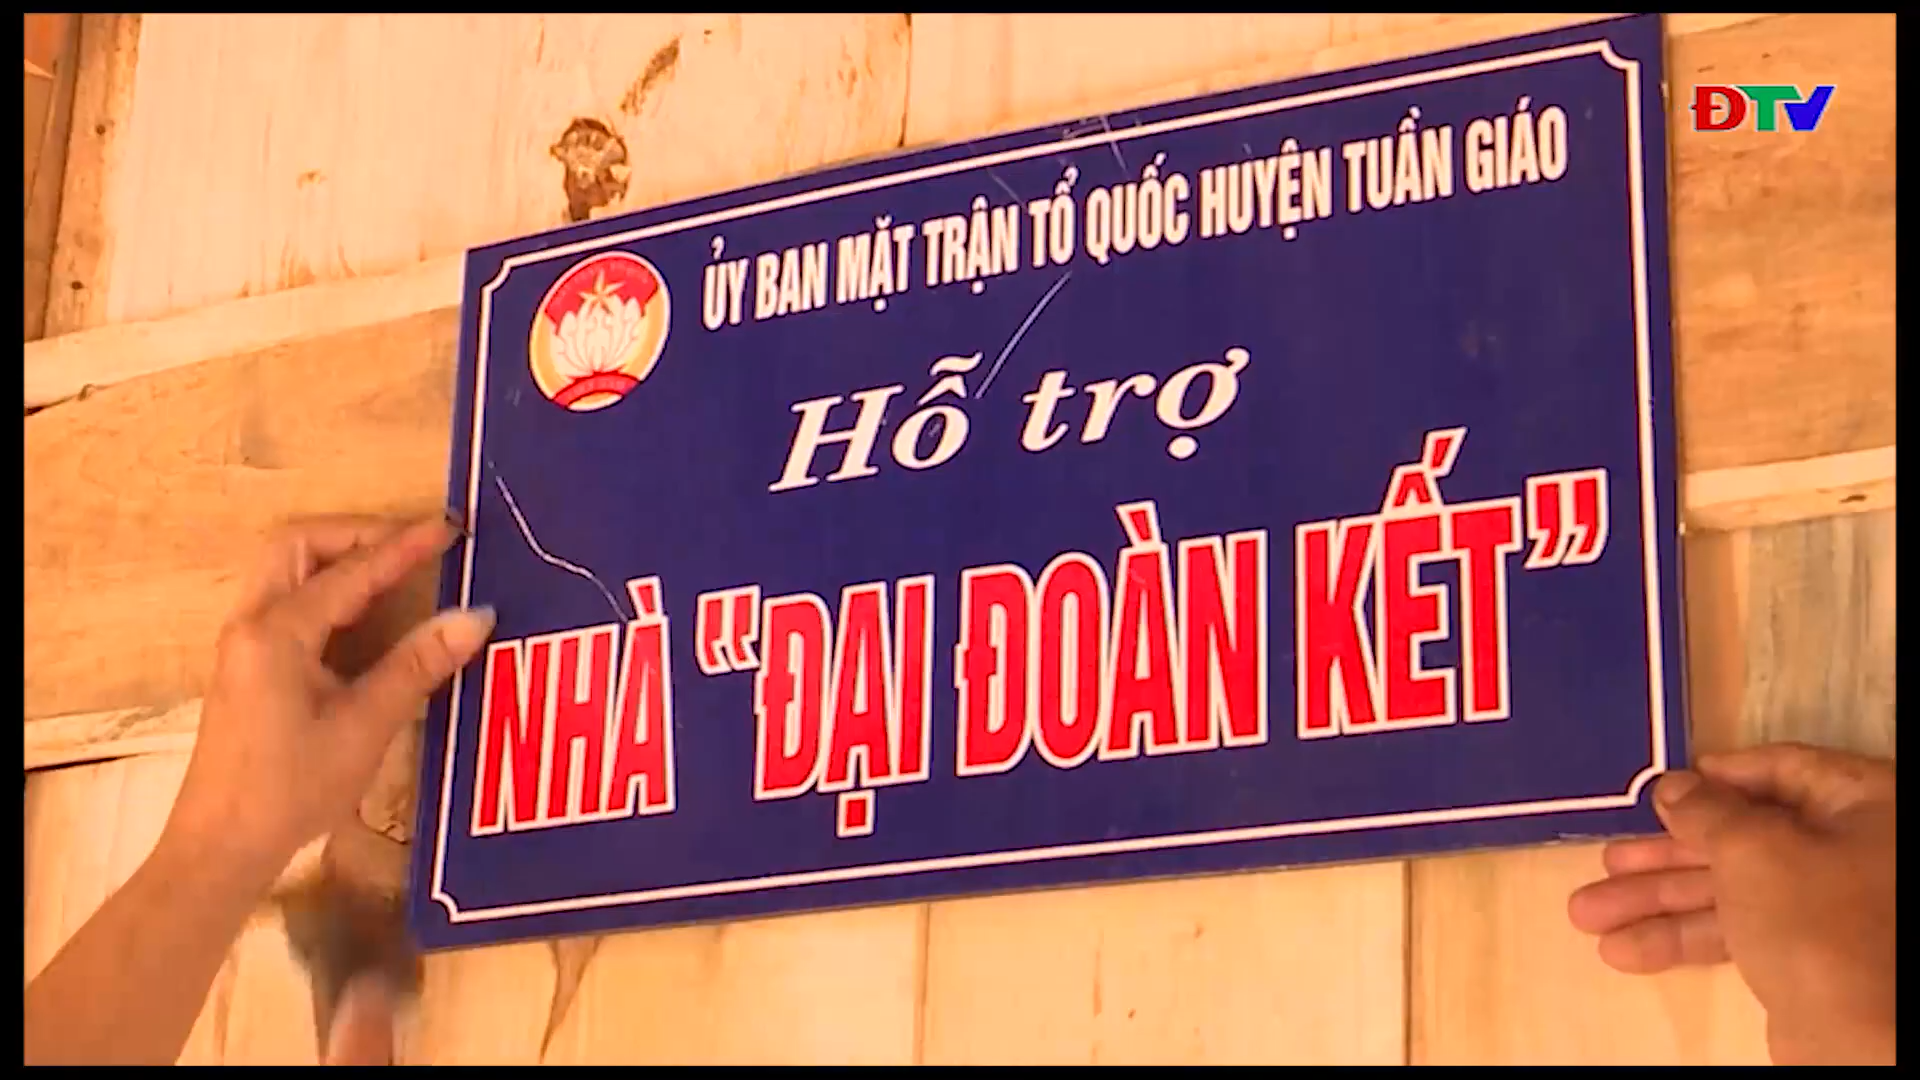 ĐTV
ỦY BAN MẶT TRẬN TỔ QUỐC HUYỆN TUẦN GIÁO
Hỗ trợ
NHÀ “ĐẠI ĐOÀN KẾT”